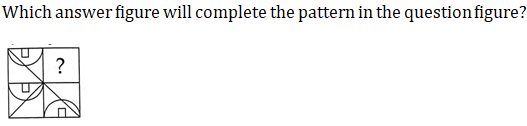 Which answer figure will complete the pattern in the question figure?
?